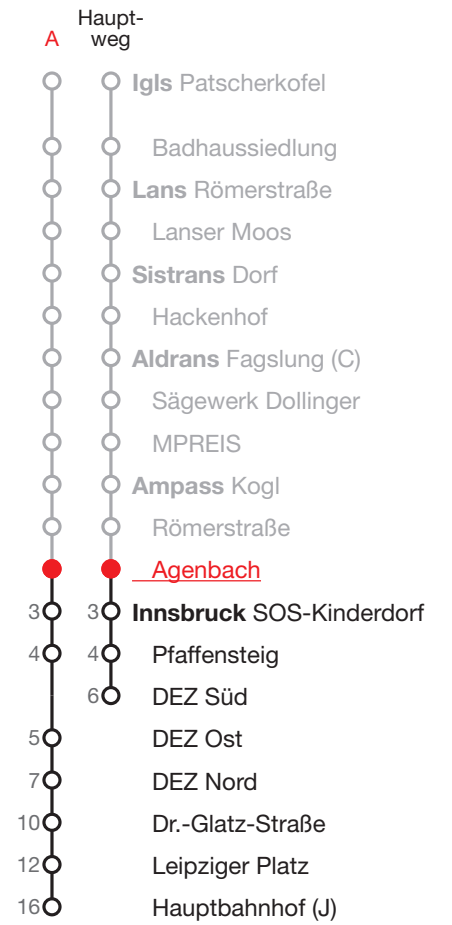 Haupt-
A weg
Igls Patscherkofel
Badhaussiedlung
Lans Römerstraße
Lanser Moos
Sistrans Dorf
Hackenhof
Aldrans Fagslung (C)
Sägewerk Dollinger
MPREIS
Ampass Kogl
Römerstraße
Agenbach
3 3 Innsbruck SOS-Kinderdorf
4 4 Pfaffensteig
6 DEZ Süd
5 DEZ Ost
7 DEZ Nord
10 Dr.-Glatz-Straße
12 Leipziger Platz
16 Hauptbahnhof (J)